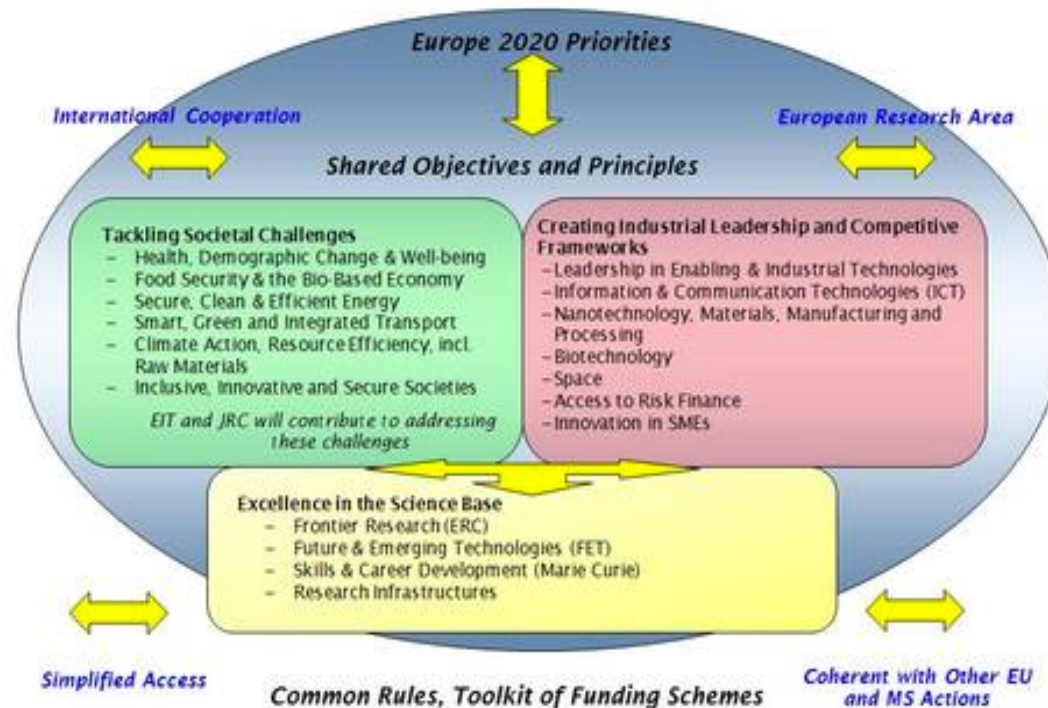 Europe 2020 Priorities
International Cooperation
European Research Area
Shared Objectives and Principles
Tackling Societal Challenges
– Health, Demographic Change & Well-being
– Food Security & the Bio-Based Economy
– Secure, Clean & Efficient Energy
– Smart, Green and Integrated Transport
– Climate Action, Resource Efficiency, incl.
Raw Materials
– Inclusive, Innovative and Secure Societies
EIT and JRC will contribute to addressing
these challenges
Creating Industrial Leadership and Competitive
Frameworks
– Leadership in Enabling & Industrial Technologies
– Information & Communication Technologies (ICT)
– Nanotechnology, Materials, Manufacturing and
Processing
– Biotechnology
– Space
– Access to Risk Finance
– Innovation in SMEs
Excellence in the Science Base
– Frontier Research (ERC)
– Future & Emerging Technologies (FET)
– Skills & Career Development (Marie Curie)
– Research Infrastructures
Simplified Access
Common Rules, Toolkit of Funding Schemes
Coherent with Other EU
and MS Actions